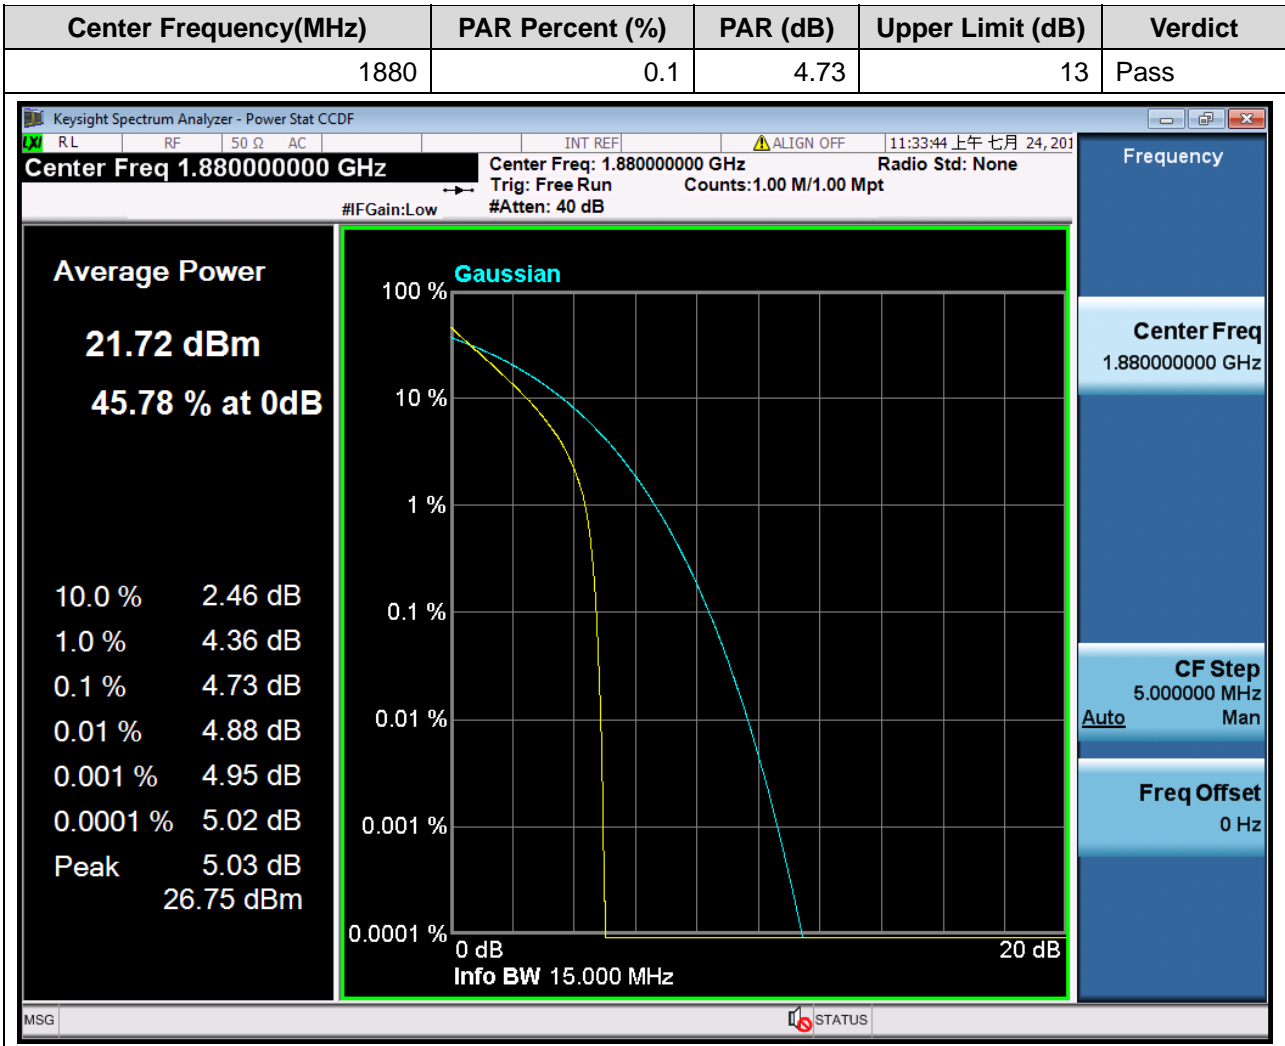 Center Frequency(MHz) PAR Percent (%) PAR (dB) Upper Limit (dB) Verdict
1880 0.1 4.73 13 Pass
Keysight Spectrum Analyzer - Power Stat CCDF
LXI RL RF 50 Ω AC INT REF ALIGN OFF 11:33:44 上午 七月 24, 201
Center Freq 1.880000000 GHz
Center Freq: 1.880000000 GHz Radio Std: None
Trig: Free Run Counts:1.00 M/1.00 Mpt
#IFGain:Low #Atten: 40 dB
Average Power
21.72 dBm
45.78 % at 0dB
10.0 % 2.46 dB
1.0 % 4.36 dB
0.1 % 4.73 dB
0.01 % 4.88 dB
0.001 % 4.95 dB
0.0001 % 5.02 dB
Peak 5.03 dB
26.75 dBm
Gaussian
100 %
10 %
1 %
0.1 %
0.01 %
0.001 %
0.0001 %
0 dB 20 dB
Info BW 15.000 MHz
Frequency
Center Freq
1.880000000 GHz
CF Step
5.000000 MHz
Auto Man
Freq Offset
0 Hz
MSG STATUS